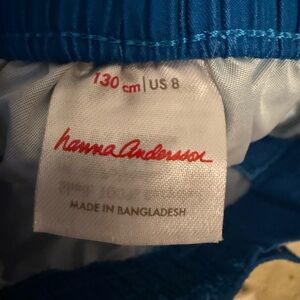 130 cm | US 8
hanna andersson
MADE IN BANGLADESH